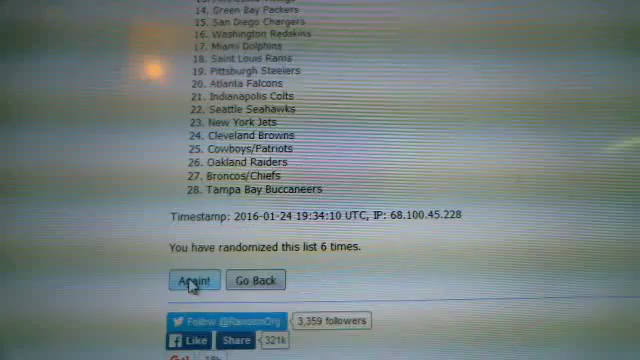 14. Green Bay Packers
15. San Diego Chargers
16. Washington Redskins
17. Miami Dolphins
18. Saint Louis Rams
19. Pittsburgh Steelers
20. Atlanta Falcons
21. Indianapolis Colts
22. Seattle Seahawks
23. New York Jets
24. Cleveland Browns
25. Cowboys/Patriots
26. Oakland Raiders
27. Broncos/Chiefs
28. Tampa Bay Buccaneers
Timestamp: 2016-01-24 19:34:10 UTC, IP: 68.100.45.228
You have randomized this list 6 times.
Again! Go Back
Follow @RandomOrg 3,359 followers
Like Share 321k